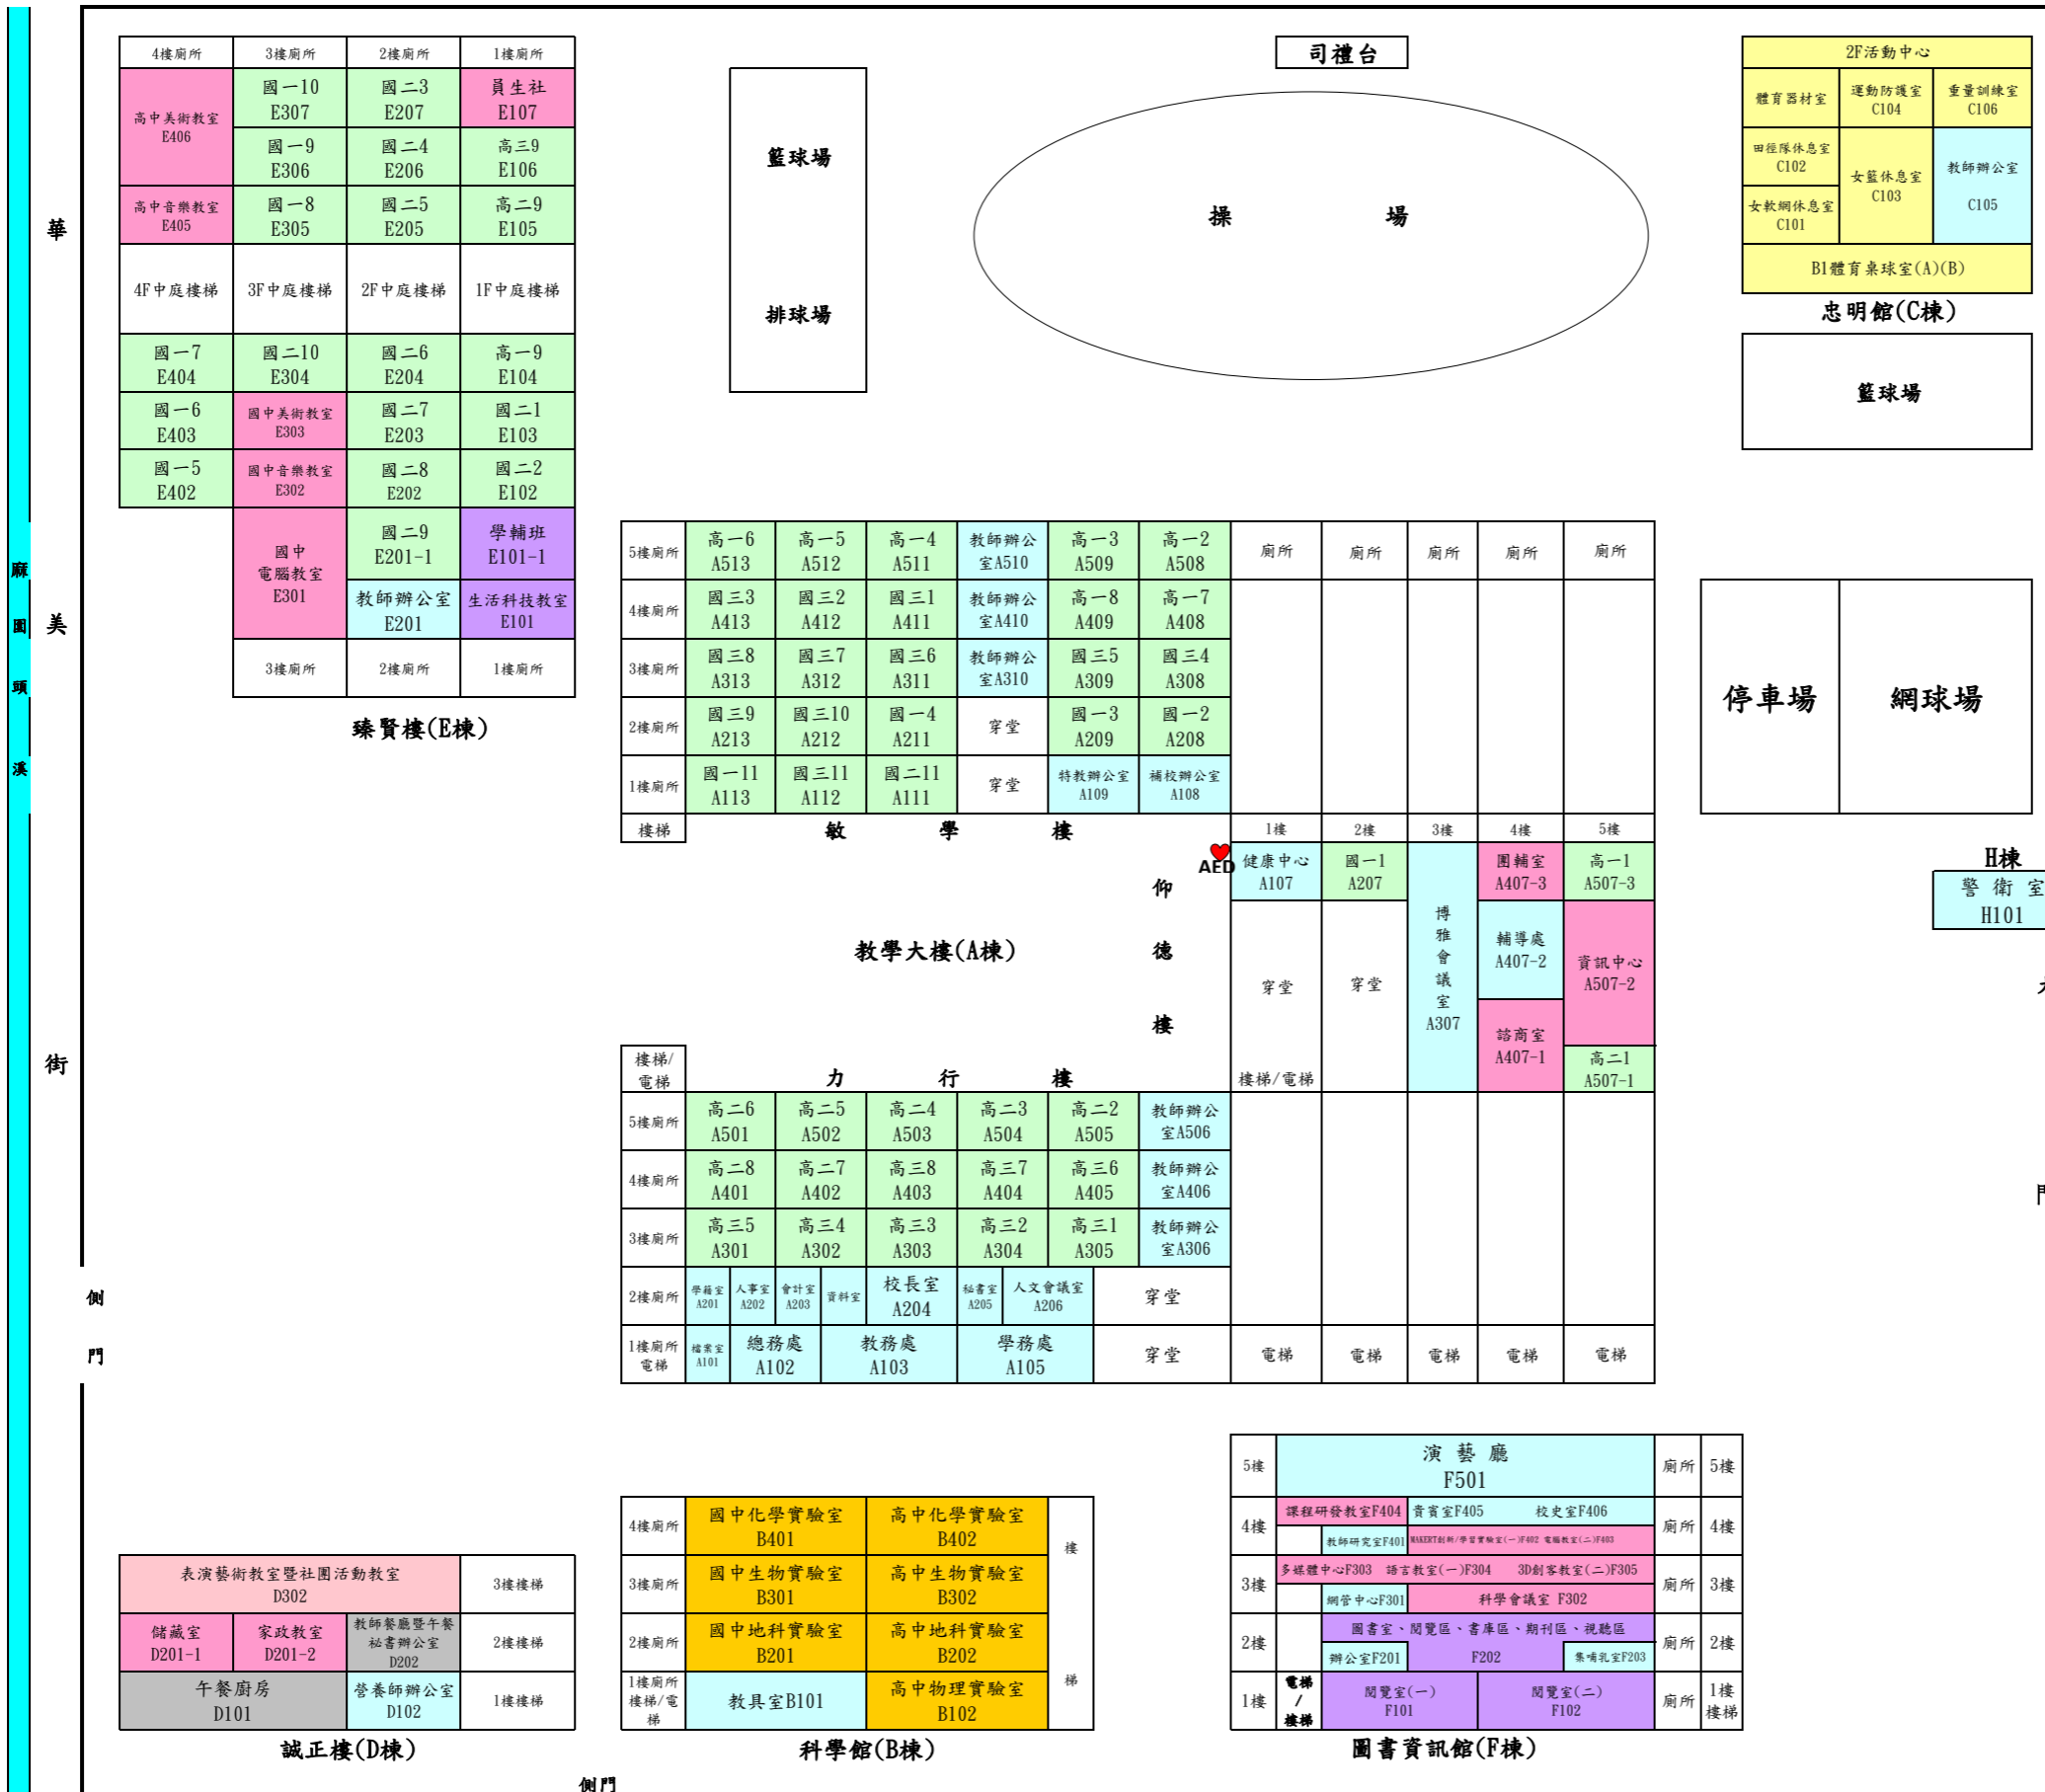 華
美
街
麻
園
頭
溪
側
門
4樓廁所 3樓廁所 2樓廁所 1樓廁所
高中美術教室 國一10 國二3 員生社
E406 E307 E207 E107
國一9 國二4 高三9
E306 E206 E106
高中音樂教室 國一8 國二5 高二9
E405 E305 E205 E105
4F中庭樓梯 3F中庭樓梯 2F中庭樓梯 1F中庭樓梯
國一7 國二10 國二6 高一9
E404 E304 E204 E104
國一6 國中美術教室 國二7 國二1
E403 E303 E203 E103
國一5 國中音樂教室 國二8 國二2
E402 E302 E202 E102
國中 國二9 學輔班
電腦教室 E201-1 E101-1
E301 教師辦公室 生活科技教室
E201 E101
3樓廁所 2樓廁所 1樓廁所
臻賢樓(E棟)
籃球場
排球場
司禮台
操 場
2F活動中心
體育器材室 運動防護室 重量訓練室
C104 C106
田徑隊休息室 女籃休息室 教師辦公室
C102 C103 C105
女軟網休息室
C101
B1體育桌球室(A)(B)
忠明館(C棟)
籃球場
停車場 網球場
H棟
警衛室
H101
5樓廁所 高一6 高一5 高一4 教師辦公 高一3 高一2 廁所 廁所 廁所 廁所 廁所
A513 A512 A511 室A510 A509 A508
4樓廁所 國三3 國三2 國三1 教師辦公 高一8 高一7
A413 A412 A411 室A410 A409 A408
3樓廁所 國三8 國三7 國三6 教師辦公 國三5 國三4
A313 A312 A311 室A310 A309 A308
2樓廁所 國三9 國三10 國一4 穿堂 國一3 國一2
A213 A212 A211 A209 A208
1樓廁所 國一11 國三11 國二11 穿堂 特教辦公室 補校辦公室
A113 A112 A111 A109 A108
樓梯 敏 學 樓 1樓 2樓 3樓 4樓 5樓
AED 健康中心 國一1 團輔室 高一1
A107 A207 A407-3 A507-3
仰
德
樓
教學大樓(A棟)
穿堂 穿堂
博
雅
會
議
室
A307
輔導處
A407-2
資訊中心
A507-2
諮商室
A407-1
高二1
A507-1
樓梯/電梯
樓梯/
電梯
力 行 樓
5樓廁所 高二6 高二5 高二4 高二3 高二2 教師辦公
A501 A502 A503 A504 A505 室A506
4樓廁所 高二8 高二7 高三8 高三7 高三6 教師辦公
A401 A402 A403 A404 A405 室A406
3樓廁所 高三5 高三4 高三3 高三2 高三1 教師辦公
A301 A302 A303 A304 A305 室A306
2樓廁所 學籍室 人事室 會計室 資料室 校長室 秘書室 人文會議室 穿堂
A201 A202 A203 A204 A205 A206
1樓廁所 檔案室 總務處 教務處 學務處 穿堂 電梯 電梯 電梯 電梯 電梯
電梯 A101 A102 A103 A105
表演藝術教室暨社團活動教室 3樓樓梯
D302
儲藏室 家政教室 教師餐廳暨午餐 2樓樓梯
D201-1 D201-2 祕書辦公室
D202
午餐廚房 營養師辦公室 1樓樓梯
D101 D102
誠正樓(D棟)
4樓廁所 國中化學實驗室 高中化學實驗室 樓
B401 B402
3樓廁所 國中生物實驗室 高中生物實驗室
B301 B302
2樓廁所 國中地科實驗室 高中地科實驗室 梯
B201 B202
1樓廁所 教具室B101 高中物理實驗室
樓梯/電 B102
梯
科學館(B棟)
側門
5樓 演藝廳 廁所 5樓
F501
4樓 課程研發教室F404 貴賓室F405 校史室F406 廁所 4樓
教師研究室F401 MAKERT創新/學習實驗室(一)F402 電腦教室(二)F403
3樓 多媒體中心F303 語言教室(一)F304 3D創客教室(二)F305 廁所 3樓
網管中心F301 科學會議室 F302
2樓 圖書室、閱覽區、書庫區、期刊區、視聽區 廁所 2樓
辦公室F201 F202 集哺乳室F203
1樓 電梯 閱覽室(一) 閱覽室(二) 廁所 1樓
/ F101 F102 樓梯
樓梯
圖書資訊館(F棟)